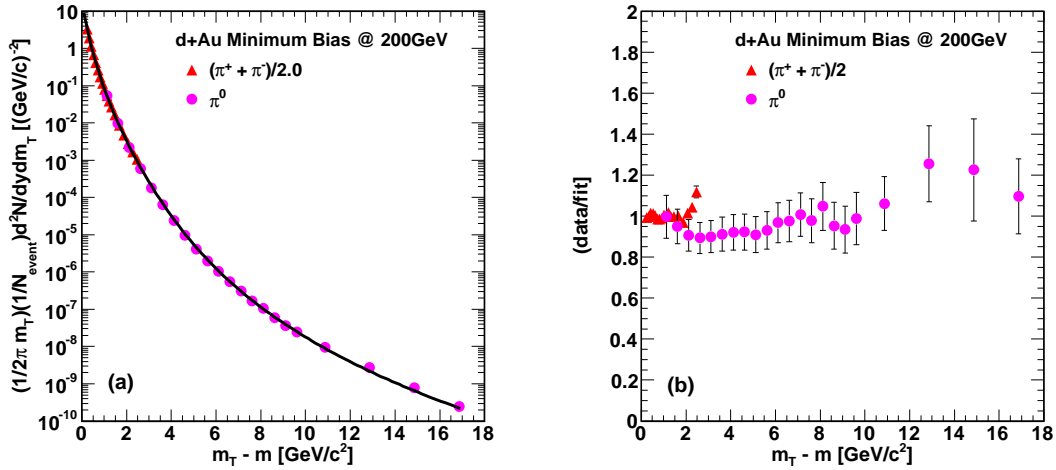 d+Au Minimum Bias @ 200GeV
(π⁺ + π⁻)/2.0
π⁰
(a)
(1/2π m_T)(1/N_event)d²N/dydm_T [(GeV/c)⁻²]
1
10⁻¹
10⁻²
10⁻³
10⁻⁴
10⁻⁵
10⁻⁶
10⁻⁷
10⁻⁸
10⁻⁹
10⁻¹⁰
0 2 4 6 8 10 12 14 16 18
m_T - m [GeV/c²]
d+Au Minimum Bias @ 200GeV
(π⁺ + π⁻)/2
π⁰
(b)
(data/fit)
2
1.8
1.6
1.4
1.2
1
0.8
0.6
0.4
0.2
0
0 2 4 6 8 10 12 14 16 18
m_T - m [GeV/c²]